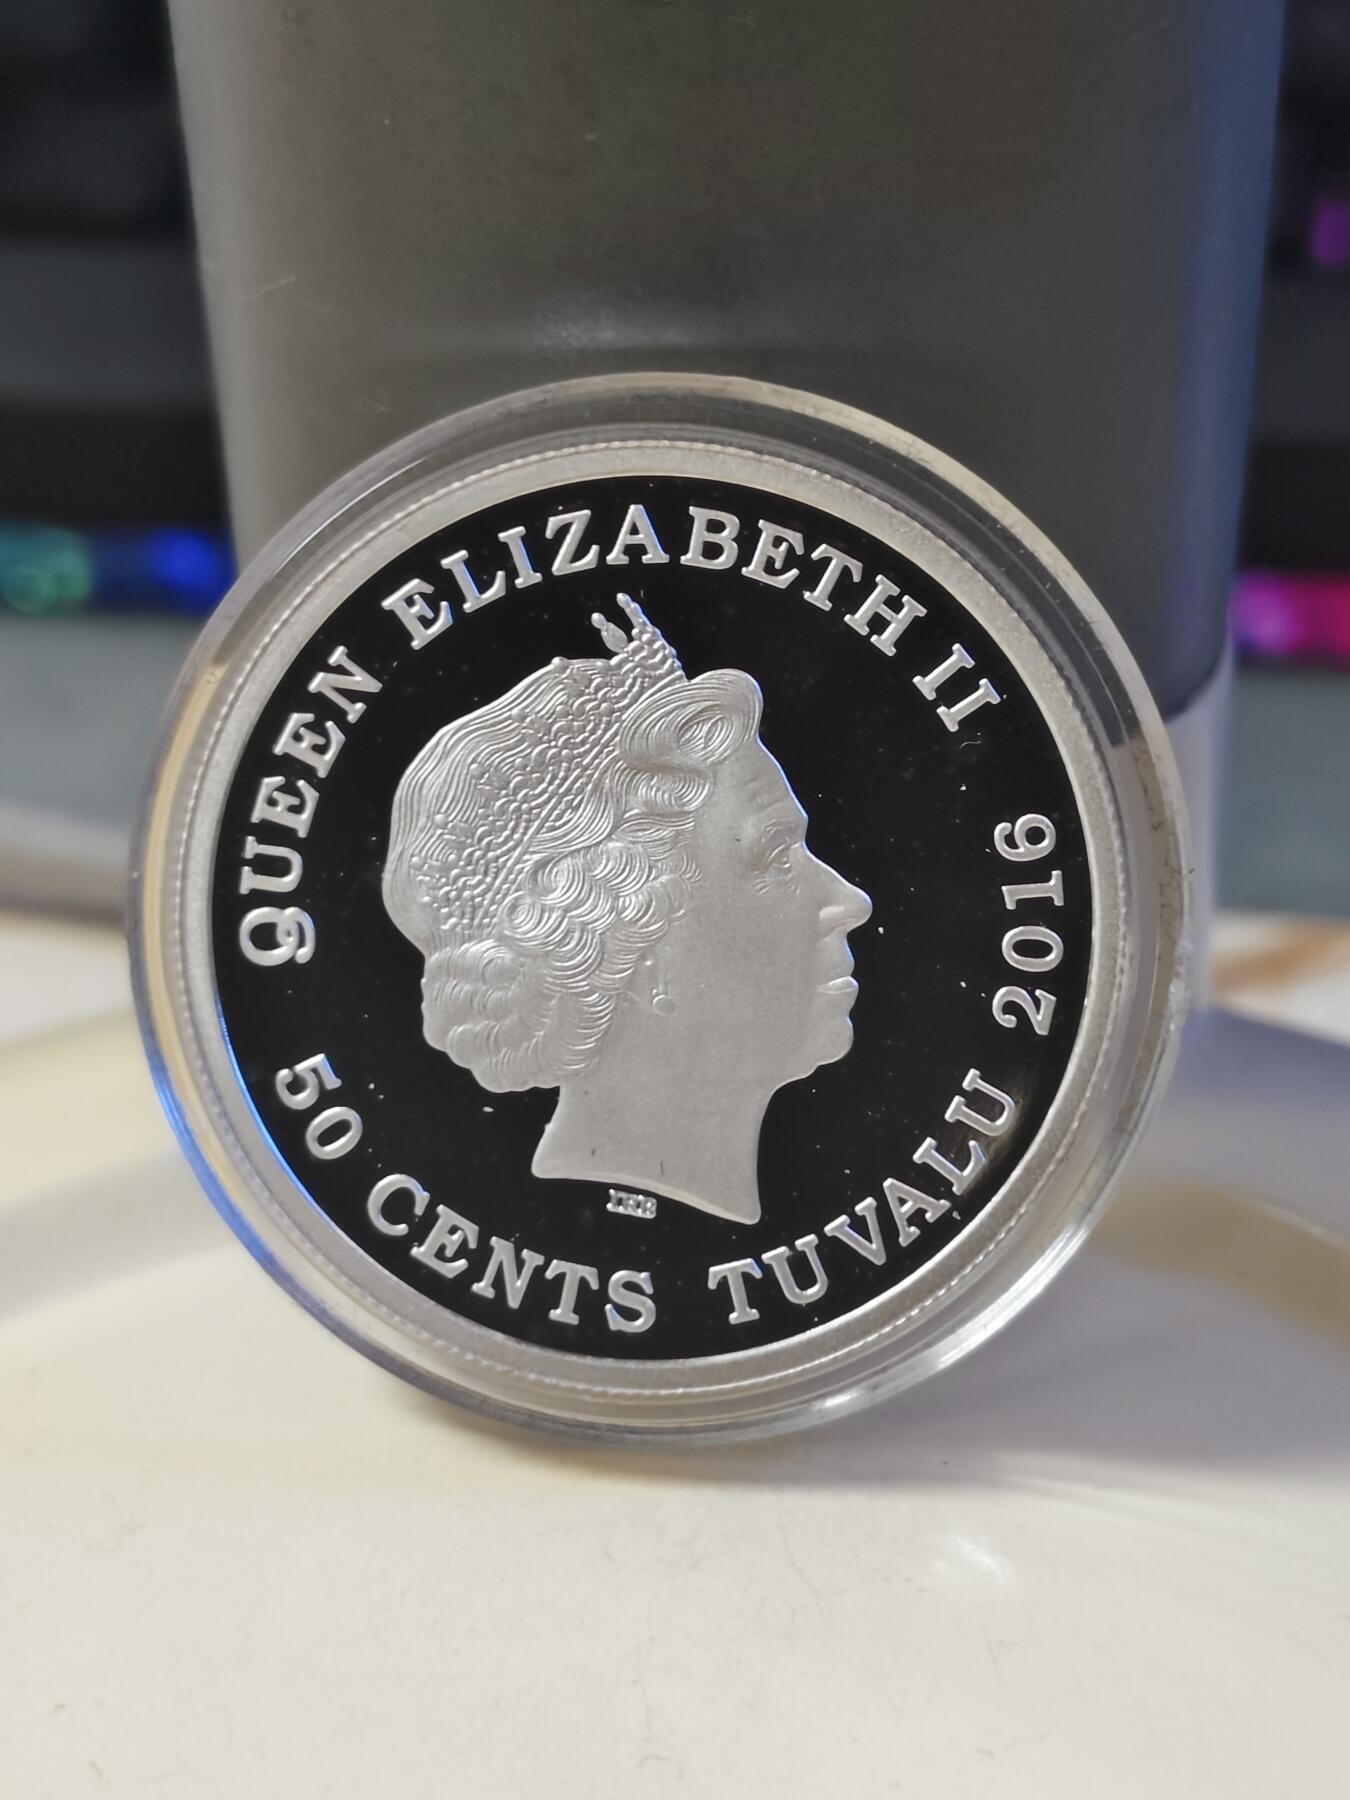 QUEEN ELIZABETH II
50 CENTS TUVALU 2016
IRB